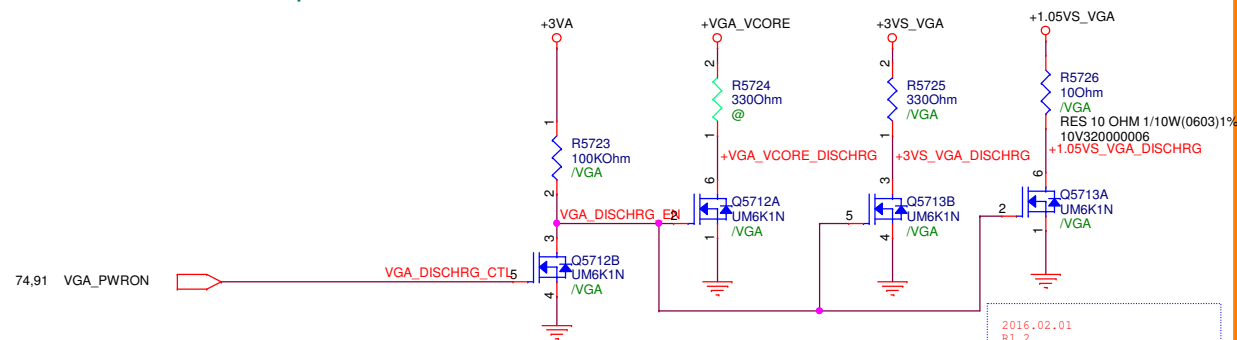 +3VA
+VGA_VCORE
+3VS_VGA
+1.05VS_VGA
1
R5723
100KOhm
/VGA
2
2
R5724
330Ohm
@
1
+VGA_VCORE_DISCHRG
2
R5725
330Ohm
/VGA
1
+3VS_VGA_DISCHRG
R5726
10Ohm
/VGA
RES 10 OHM 1/10W(0603)1%
10V320000006
+1.05VS_VGA_DISCHRG
VGA_DISCHRG_EN
2
6
Q5712A
UM6K1N
/VGA
1
5
3
Q5713B
UM6K1N
/VGA
4
2
6
Q5713A
UM6K1N
/VGA
1
74,91 VGA_PWRON
VGA_DISCHRG_CTL
5
3
Q5712B
UM6K1N
/VGA
4
2016.02.01
R1.2